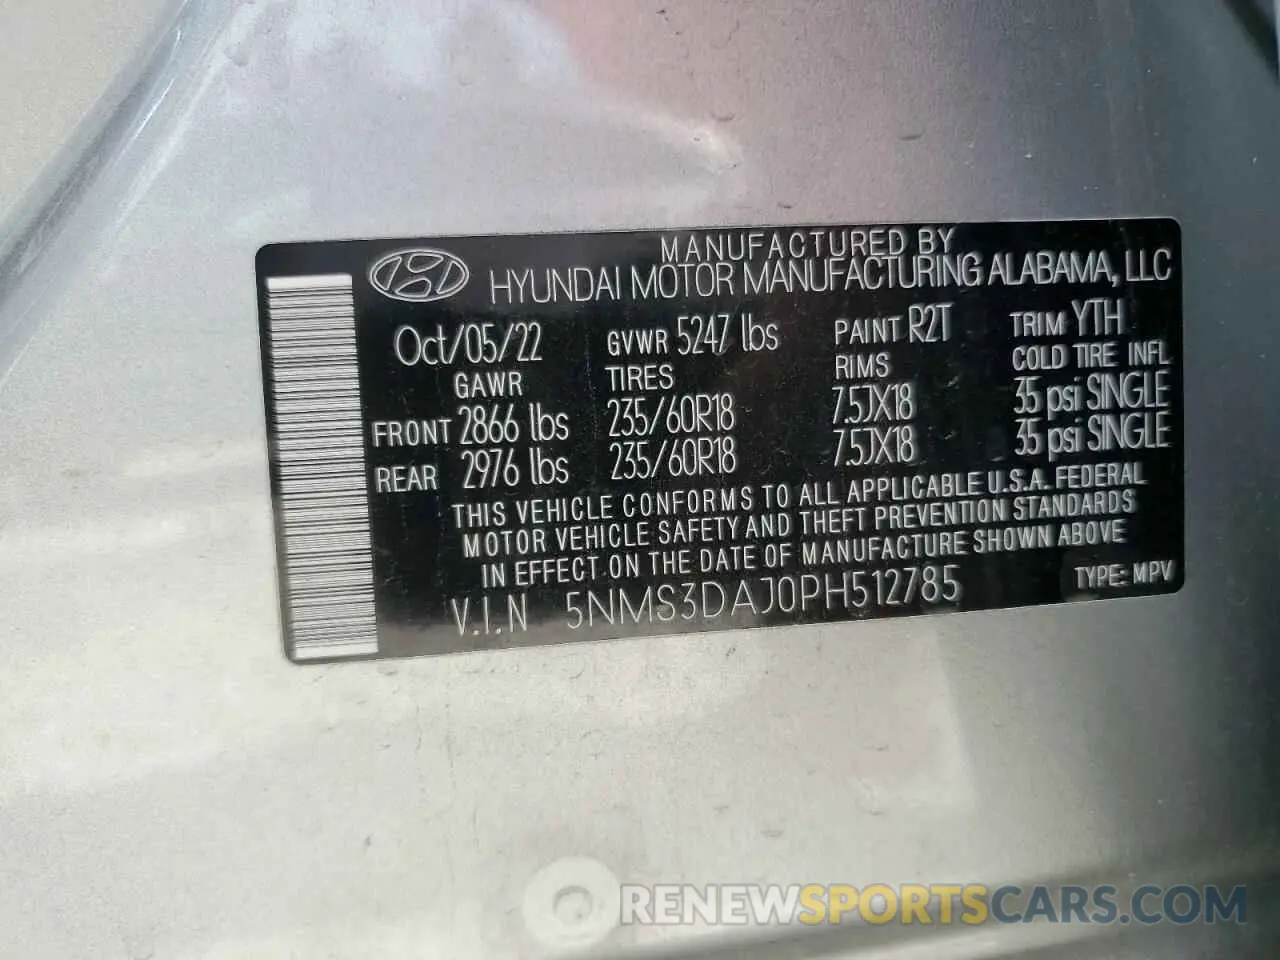 MANUFACTURED BY
HYUNDAI MOTOR MANUFACTURING ALABAMA, LLC
Oct/05/22 GVWR 5247 lbs PAINT R2T TRIM YTH
GAWR TIRES RIMS COLD TIRE INFL
FRONT 2866 lbs 235/60R18 7.5JX18 35 psi SINGLE
REAR 2976 lbs 235/60R18 7.5JX18 35 psi SINGLE
THIS VEHICLE CONFORMS TO ALL APPLICABLE U.S.A. FEDERAL
MOTOR VEHICLE SAFETY AND THEFT PREVENTION STANDARDS
IN EFFECT ON THE DATE OF MANUFACTURE SHOWN ABOVE
V.I.N 5NMS3DAJ0PH512785 TYPE: MPV
RENEWSPORTSCARS.COM